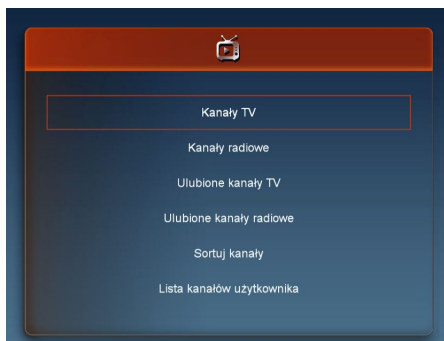 Kanały TV
Kanały radiowe
Ulubione kanały TV
Ulubione kanały radiowe
Sortuj kanały
Lista kanałów użytkownika